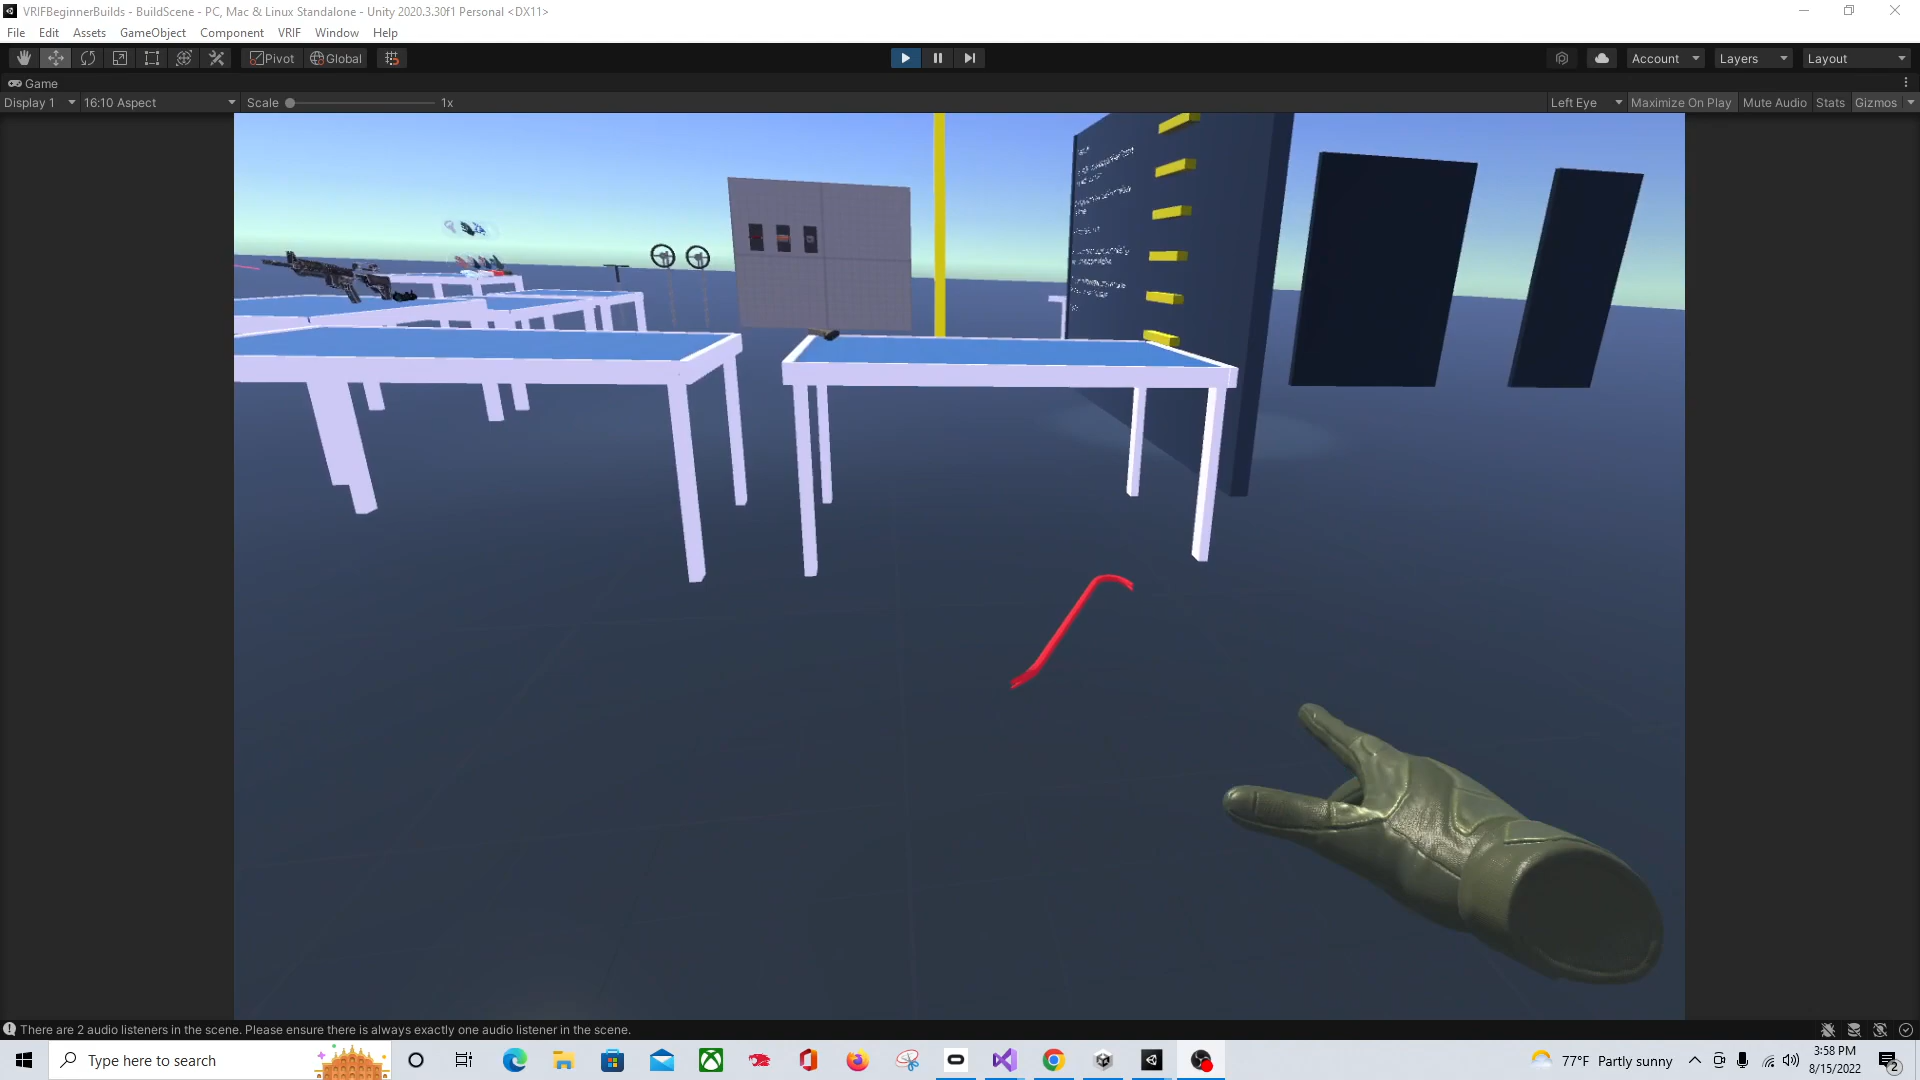 VRIFBeginnerBuilds - BuildScene - PC, Mac & Linux Standalone - Unity 2020.3.30f1 Personal <DX11>
File Edit Assets GameObject Component VRIF Window Help
Pivot Global Account Layers Layout
Game
Display 1 16:10 Aspect Scale 1x Left Eye Maximize On Play Mute Audio Stats Gizmos
There are 2 audio listeners in the scene. Please ensure there is always exactly one audio listener in the scene.
Type here to search
77°F Partly sunny
3:58 PM
8/15/2022
2